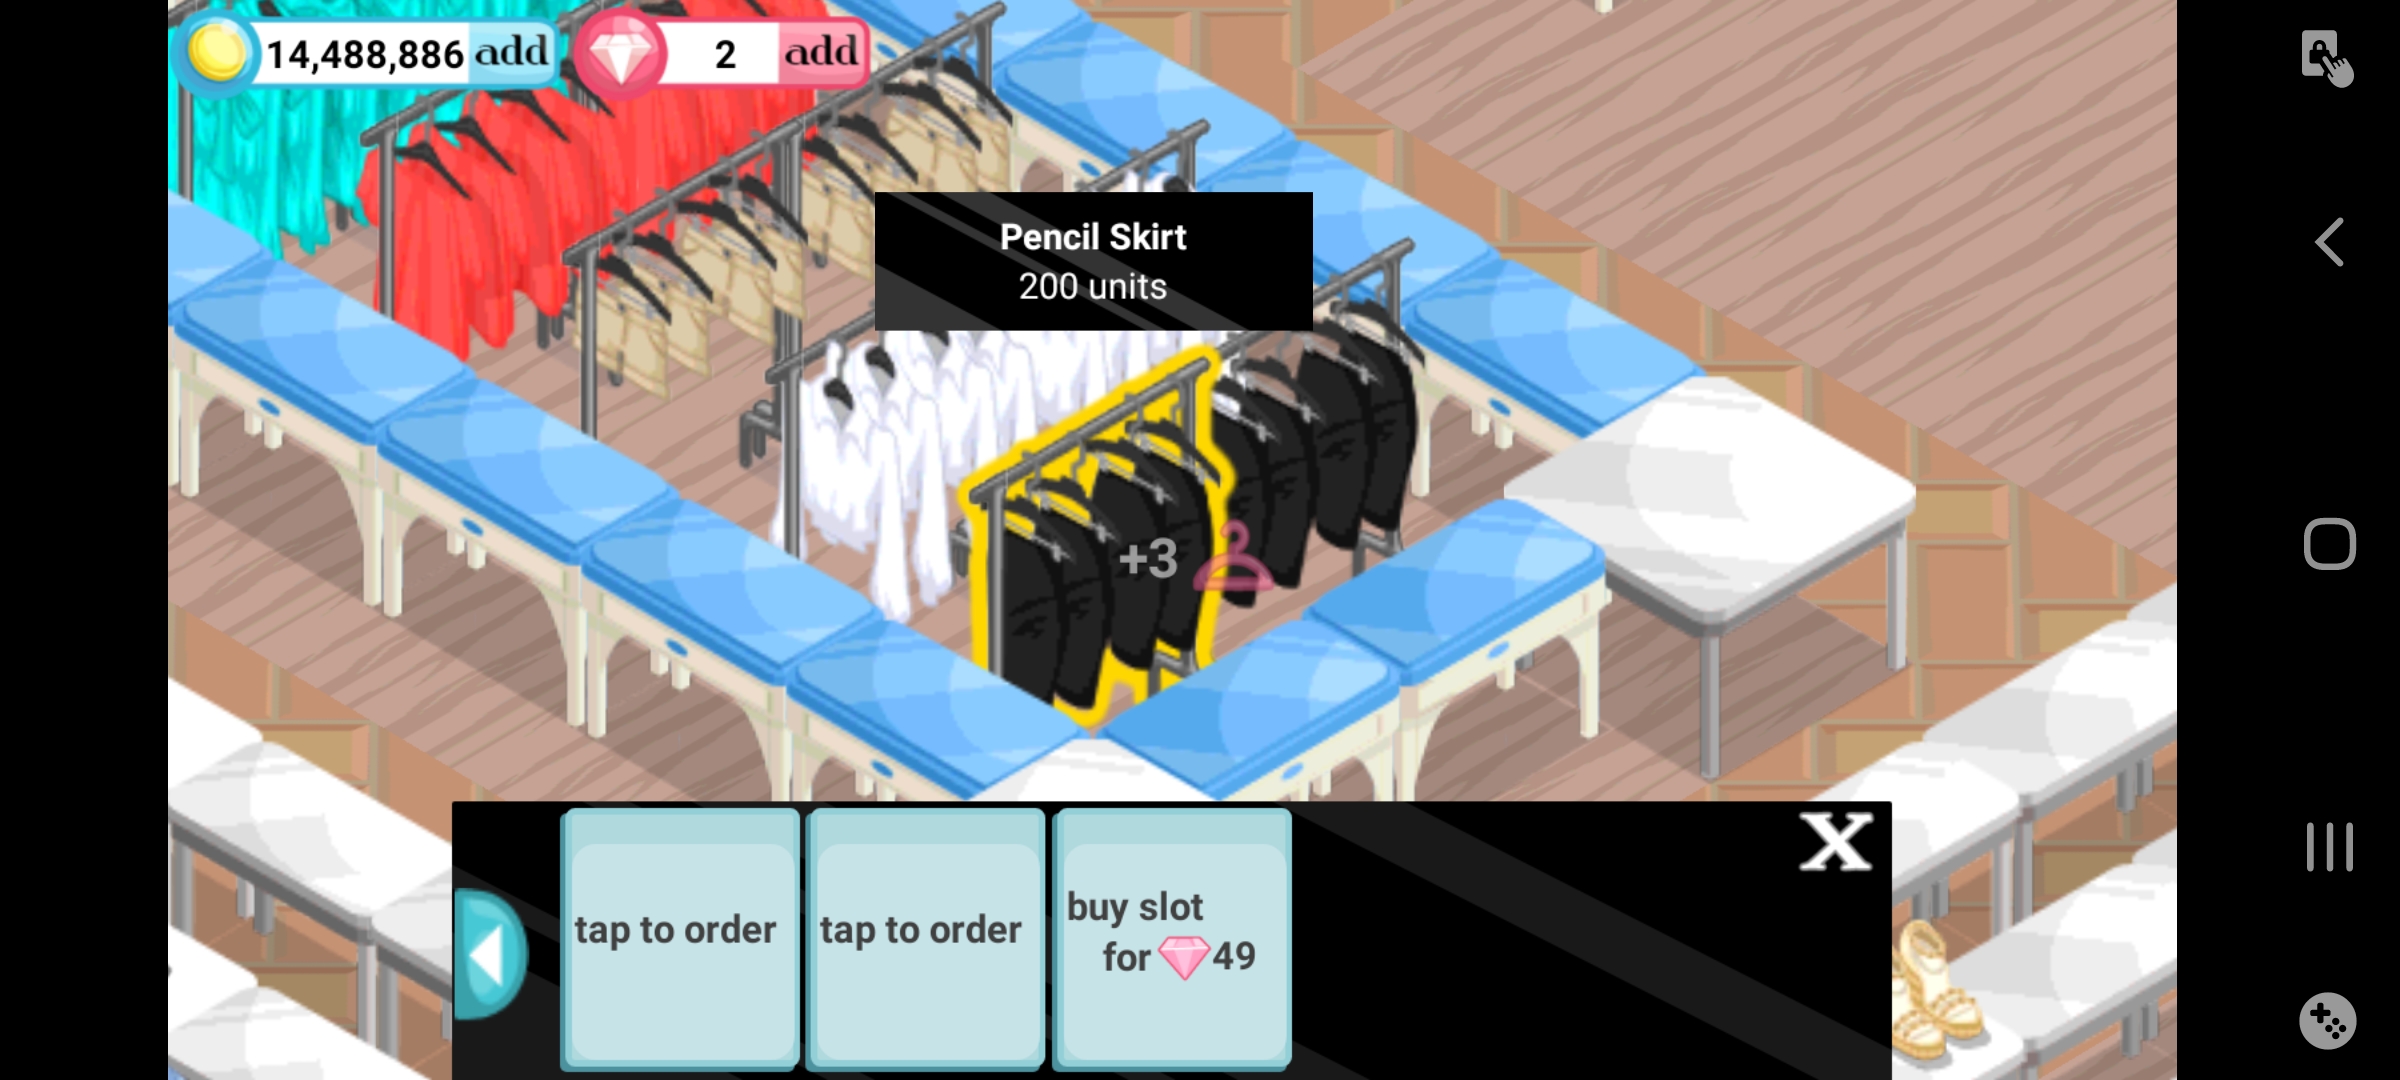 14,488,886 add
2 add
Pencil Skirt
200 units
+3
X
tap to order
tap to order
buy slot
for 49